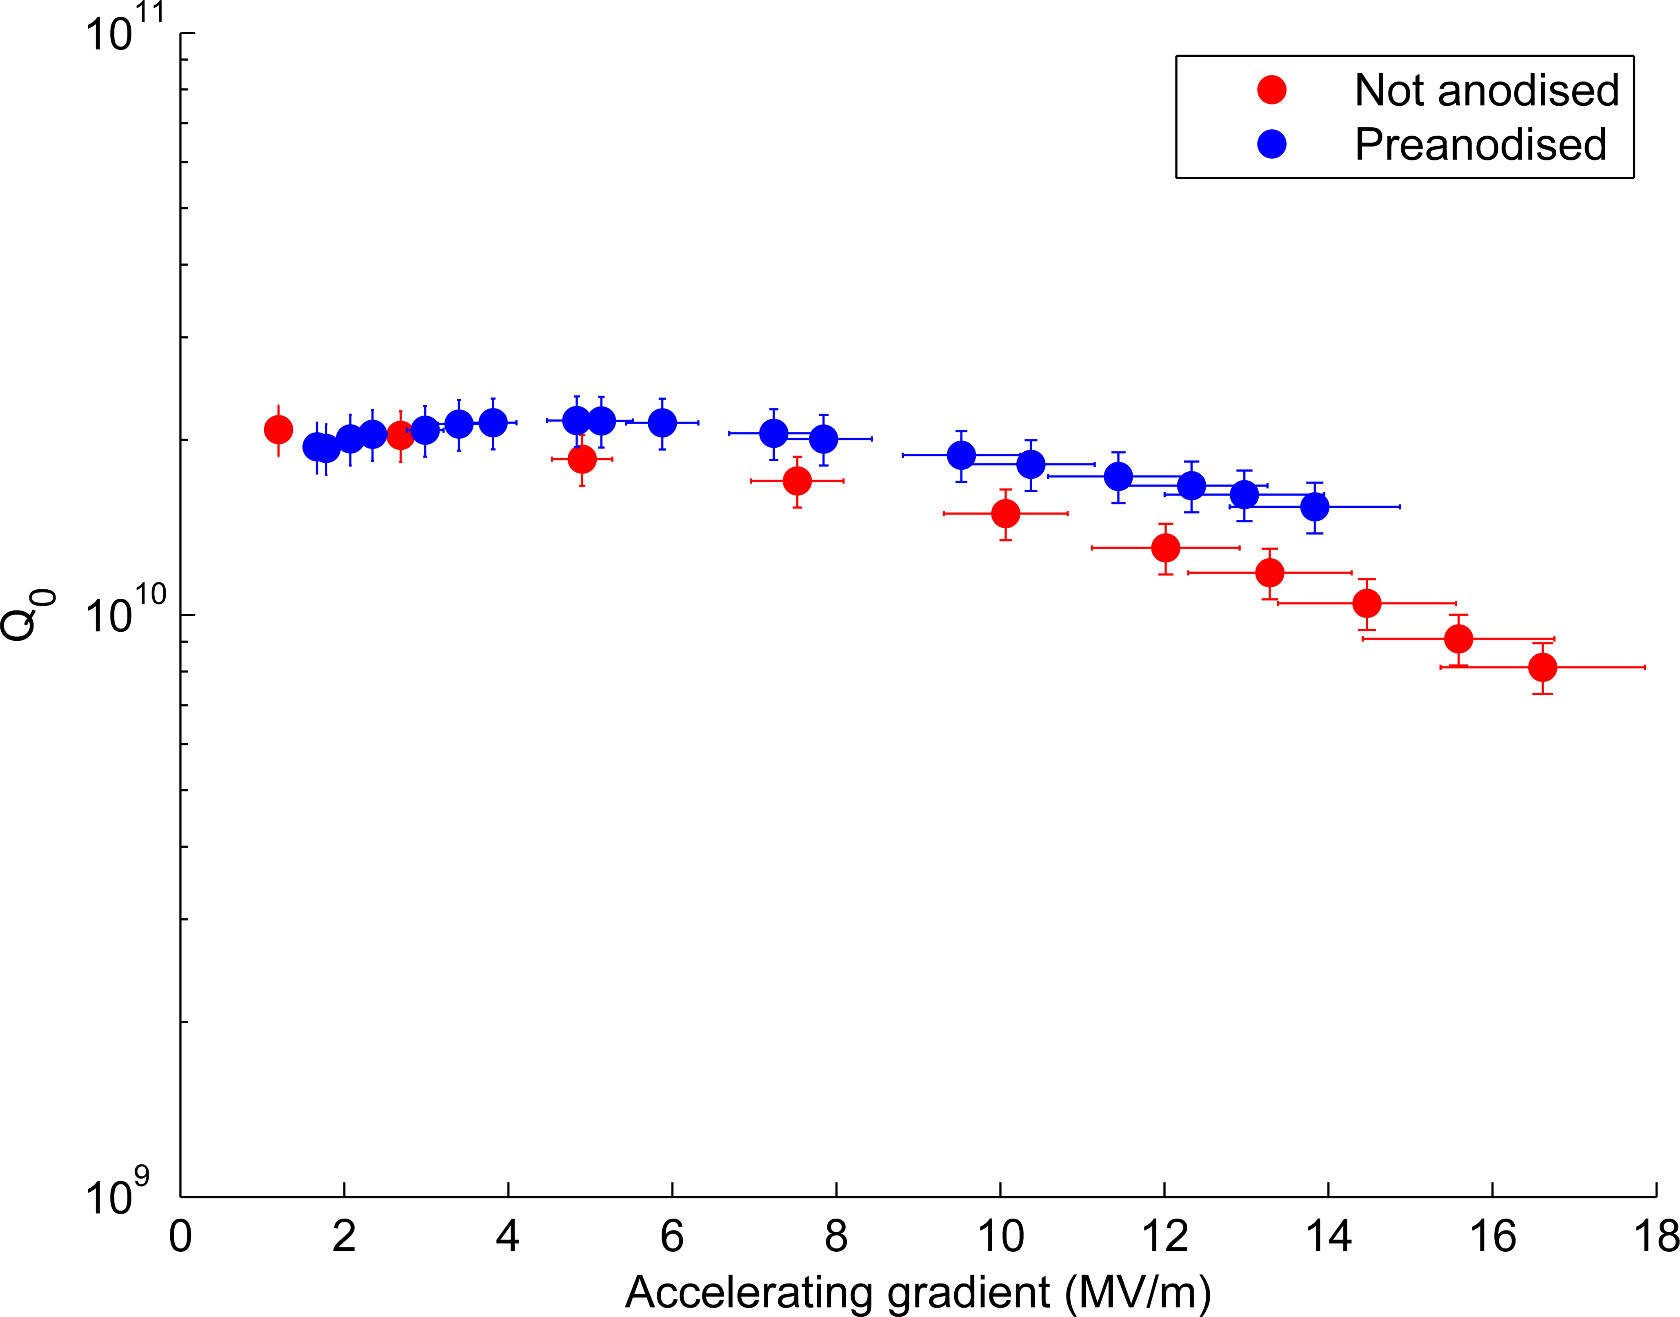 10^11
Not anodised
Preanodised
Q_0
10^10
10^9
0 2 4 6 8 10 12 14 16 18
Accelerating gradient (MV/m)